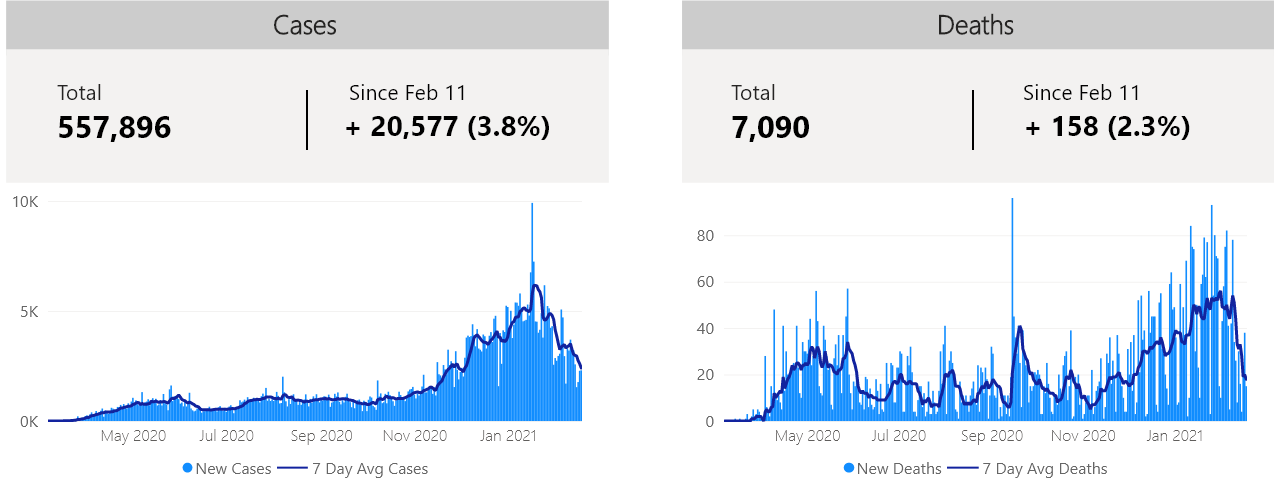 Cases
Total
557,896
Since Feb 11
+ 20,577 (3.8%)
10K
5K
0K
May 2020 Jul 2020 Sep 2020 Nov 2020 Jan 2021
New Cases 7 Day Avg Cases
Deaths
Total
7,090
Since Feb 11
+ 158 (2.3%)
80
60
40
20
0
May 2020 Jul 2020 Sep 2020 Nov 2020 Jan 2021
New Deaths 7 Day Avg Deaths